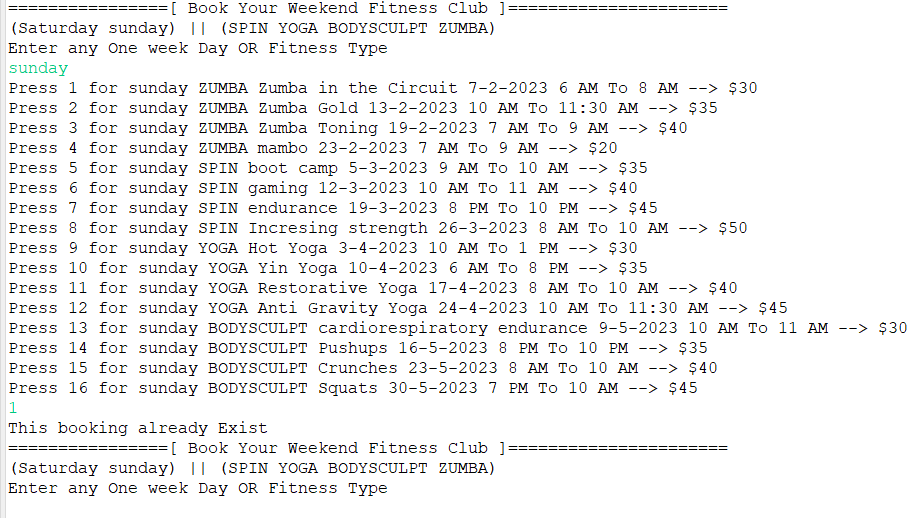 ================[ Book Your Weekend Fitness Club ]======================
(Saturday sunday) || (SPIN YOGA BODYSCULPT ZUMBA)
Enter any One week Day OR Fitness Type
sunday
Press 1 for sunday ZUMBA Zumba in the Circuit 7-2-2023 6 AM To 8 AM --> $30
Press 2 for sunday ZUMBA Zumba Gold 13-2-2023 10 AM To 11:30 AM --> $35
Press 3 for sunday ZUMBA Zumba Toning 19-2-2023 7 AM To 9 AM --> $40
Press 4 for sunday ZUMBA mambo 23-2-2023 7 AM To 9 AM --> $20
Press 5 for sunday SPIN boot camp 5-3-2023 9 AM To 10 AM --> $35
Press 6 for sunday SPIN gaming 12-3-2023 10 AM To 11 AM --> $40
Press 7 for sunday SPIN endurance 19-3-2023 8 PM To 10 PM --> $45
Press 8 for sunday SPIN Incresing strength 26-3-2023 8 AM To 10 AM --> $50
Press 9 for sunday YOGA Hot Yoga 3-4-2023 10 AM To 1 PM --> $30
Press 10 for sunday YOGA Yin Yoga 10-4-2023 6 AM To 8 PM --> $35
Press 11 for sunday YOGA Restorative Yoga 17-4-2023 8 AM To 10 AM --> $40
Press 12 for sunday YOGA Anti Gravity Yoga 24-4-2023 10 AM To 11:30 AM --> $45
Press 13 for sunday BODYSCULPT cardiorespiratory endurance 9-5-2023 10 AM To 11 AM --> $30
Press 14 for sunday BODYSCULPT Pushups 16-5-2023 8 PM To 10 PM --> $35
Press 15 for sunday BODYSCULPT Crunches 23-5-2023 8 AM To 10 AM --> $40
Press 16 for sunday BODYSCULPT Squats 30-5-2023 7 PM To 10 AM --> $45
1
This booking already Exist
================[ Book Your Weekend Fitness Club ]======================
(Saturday sunday) || (SPIN YOGA BODYSCULPT ZUMBA)
Enter any One week Day OR Fitness Type